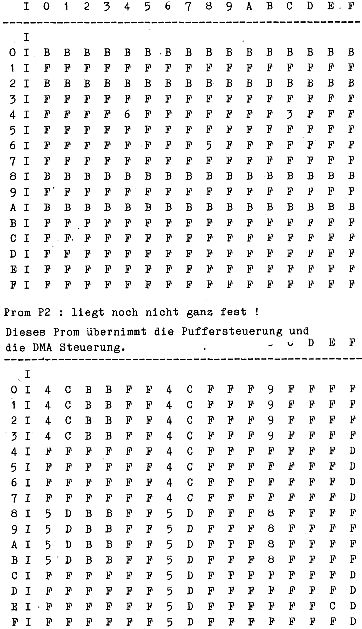 I 0 1 2 3 4 5 6 7 8 9 A B C D E F
I
0 I B B B B B B B B B B B B B B B B
1 I F F F F F F F F F F F F F F F F
2 I B B B B B B B B B B B B B B B B
3 I F F F F F F F F F F F F F F F F
4 I F F F F 6 F F F F F F F 3 F F F
5 I F F F F F F F F F F F F F F F F
6 I F F F F F F F F 5 F F F F F F F
7 I F F F F F F F F F F F F F F F F
8 I B B B B B B B B B B B B B B B B
9 I F F F F F F F F F F F F F F F F
A I B B B B B B B B B B B B B B B B
B I F F F F F F F F F F F F F F F F
C I F F F F F F F F F F F F F F F F
D I F F F F F F F F F F F F F F F F
E I F F F F F F F F F F F F F F F F
F I F F F F F F F F F F F F F F F F
Prom P2 : liegt noch nicht ganz fest !
Dieses Prom übernimmt die Puffersteuerung und
die DMA Steuerung.
D E F
I
0 I 4 C B B F F 4 C F F F 9 F F F F
1 I 4 C B B F F 4 C F F F 9 F F F F
2 I 4 C B B F F 4 C F F F 9 F F F F
3 I 4 C B B F F 4 C F F F 9 F F F F
4 I F F F F F F 4 C F F F F F F F D
5 I F F F F F F 4 C F F F F F F F D
6 I F F F F F F 4 C F F F F F F F D
7 I F F F F F F 4 C F F F F F F F D
8 I 5 D B B F F 5 D F F F 8 F F F F
9 I 5 D B B F F 5 D F F F 8 F F F F
A I 5 D B B F F 5 D F F F 8 F F F F
B I 5 D B B F F 5 D F F F 8 F F F F
C I F F F F F F 5 D F F F F F F F D
D I F F F F F F 5 D F F F F F F F D
E I F F F F F F 5 D F F F F F F C D
F I F F F F F F 5 D F F F F F F F D